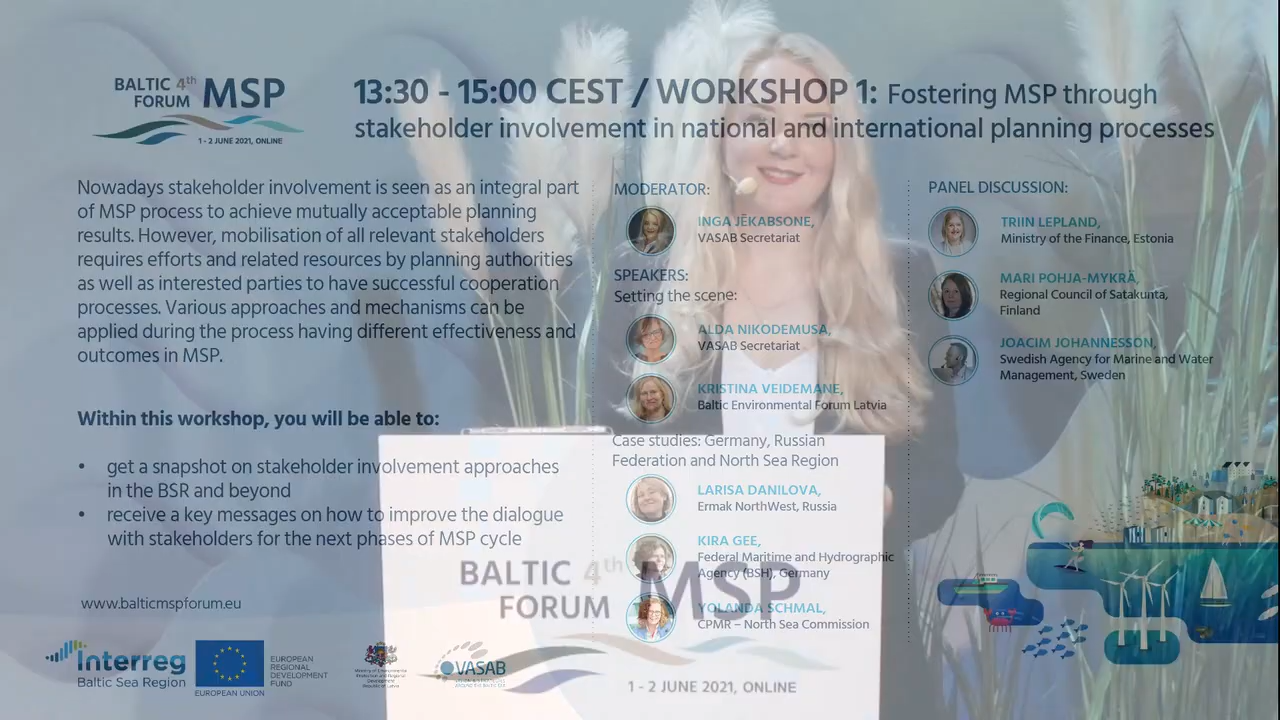 BALTIC 4th
FORUM MSP
1 - 2 JUNE 2021, ONLINE
13:30 - 15:00 CEST / WORKSHOP 1: Fostering MSP through
stakeholder involvement in national and international planning processes
Nowadays stakeholder involvement is seen as an integral part
of MSP process to achieve mutually acceptable planning
results. However, mobilisation of all relevant stakeholders
requires efforts and related resources by planning authorities
as well as interested parties to have successful cooperation
processes. Various approaches and mechanisms can be
applied during the process having different effectiveness and
outcomes in MSP.
Within this workshop, you will be able to:
• get a snapshot on stakeholder involvement approaches
in the BSR and beyond
• receive a key messages on how to improve the dialogue
with stakeholders for the next phases of MSP cycle
www.balticmspforum.eu
MODERATOR:
INGA JĒKABSONE,
VASAB Secretariat
SPEAKERS:
Setting the scene:
ALDA NIKODEMUSA,
VASAB Secretariat
KRISTINA VEIDEMANE,
Baltic Environmental Forum Latvia
Case studies: Germany, Russian
Federation and North Sea Region
LARISA DANILOVA,
Ermak NorthWest, Russia
KIRA GEE,
Federal Maritime and Hydrographic
Agency (BSH), Germany
YOLANDA SCHMAL,
CPMR – North Sea Commission
PANEL DISCUSSION:
TRIIN LEPLAND,
Ministry of the Finance, Estonia
MARI POHJA-MYKRÄ,
Regional Council of Satakunta,
Finland
JOACIM JOHANNESSON,
Swedish Agency for Marine and Water
Management, Sweden
BALTIC 4th
FORUM MSP
1 - 2 JUNE 2021, ONLINE
Interreg
Baltic Sea Region
EUROPEAN UNION
EUROPEAN
REGIONAL
DEVELOPMENT
FUND
VASAB